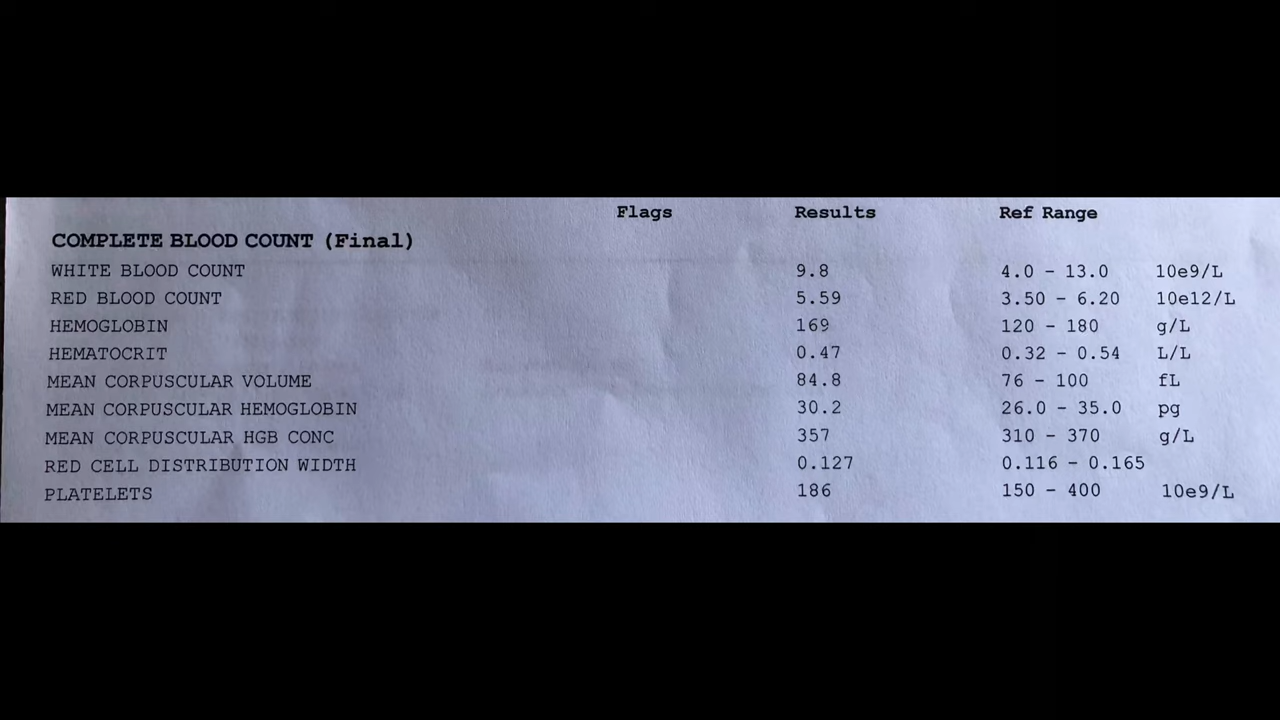 Flags Results Ref Range
COMPLETE BLOOD COUNT (Final)
WHITE BLOOD COUNT 9.8 4.0 - 13.0 10e9/L
RED BLOOD COUNT 5.59 3.50 - 6.20 10e12/L
HEMOGLOBIN 169 120 - 180 g/L
HEMATOCRIT 0.47 0.32 - 0.54 L/L
MEAN CORPUSCULAR VOLUME 84.8 76 - 100 fL
MEAN CORPUSCULAR HEMOGLOBIN 30.2 26.0 - 35.0 pg
MEAN CORPUSCULAR HGB CONC 357 310 - 370 g/L
RED CELL DISTRIBUTION WIDTH 0.127 0.116 - 0.165
PLATELETS 186 150 - 400 10e9/L